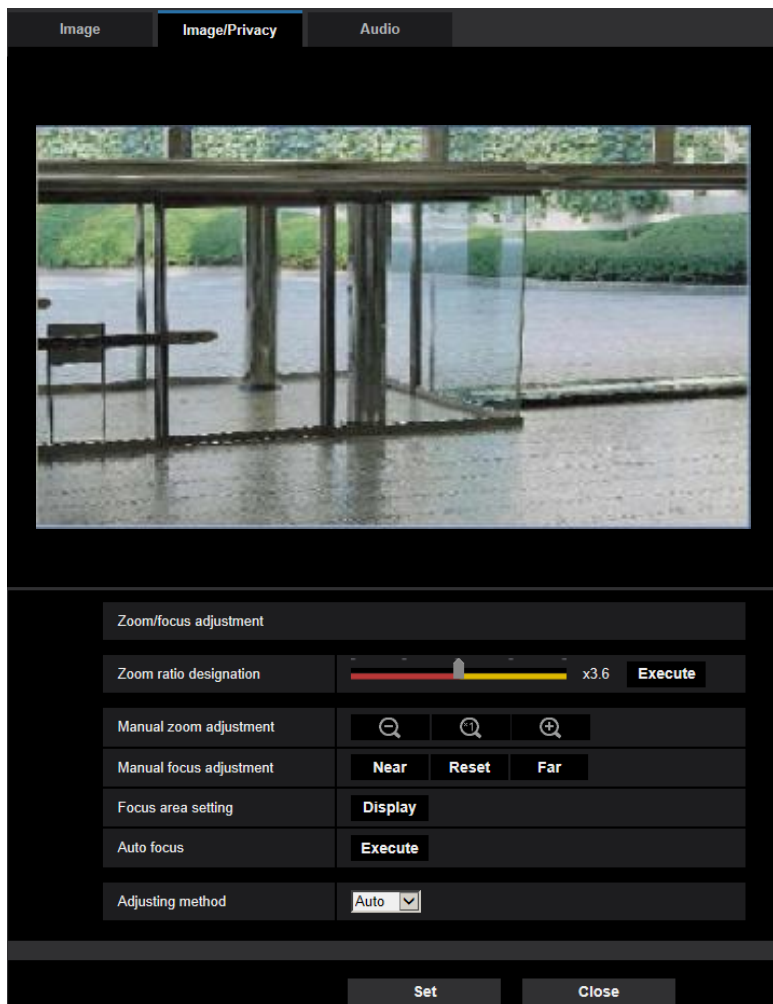 Image Image/Privacy Audio
Zoom/focus adjustment
Zoom ratio designation x3.6 Execute
Manual zoom adjustment ×1
Manual focus adjustment Near Reset Far
Focus area setting Display
Auto focus Execute
Adjusting method Auto
Set Close